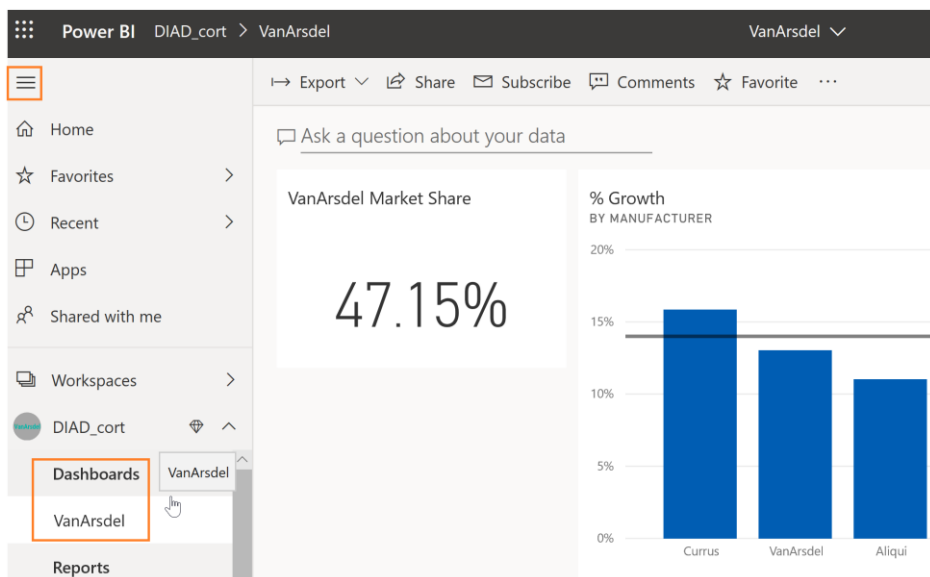 Power BI DIAD_cort > VanArsdel VanArsdel
Export Share Subscribe Comments Favorite ...
Home
Favorites
Recent
Apps
Shared with me
Workspaces
DIAD_cort
Dashboards
VanArsdel
VanArsdel
Reports
Ask a question about your data
VanArsdel Market Share
47.15%
% Growth
BY MANUFACTURER
20%
15%
10%
5%
0%
Currus VanArsdel Aliqui